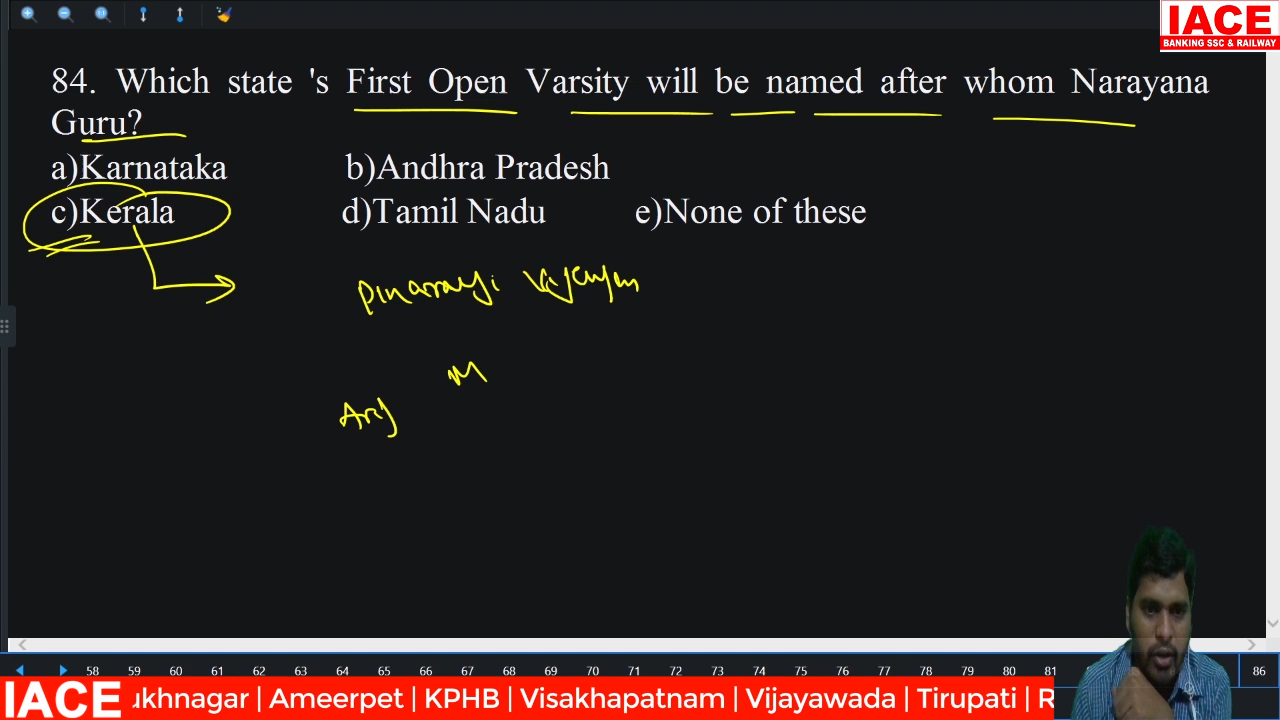 IACE
BANKING SSC & RAILWAY
84. Which state 's First Open Varsity will be named after whom Narayana
Guru?
a)Karnataka b)Andhra Pradesh
c)Kerala d)Tamil Nadu e)None of these
Pinarrayi Vijayan
M
Arif
58 59 60 61 62 63 64 65 66 67 68 69 70 71 72 73 74 75 76 77 78 79 80 81 86
IACE ukhnagar | Ameerpet | KPHB | Visakhapatnam | Vijayawada | Tirupati | R